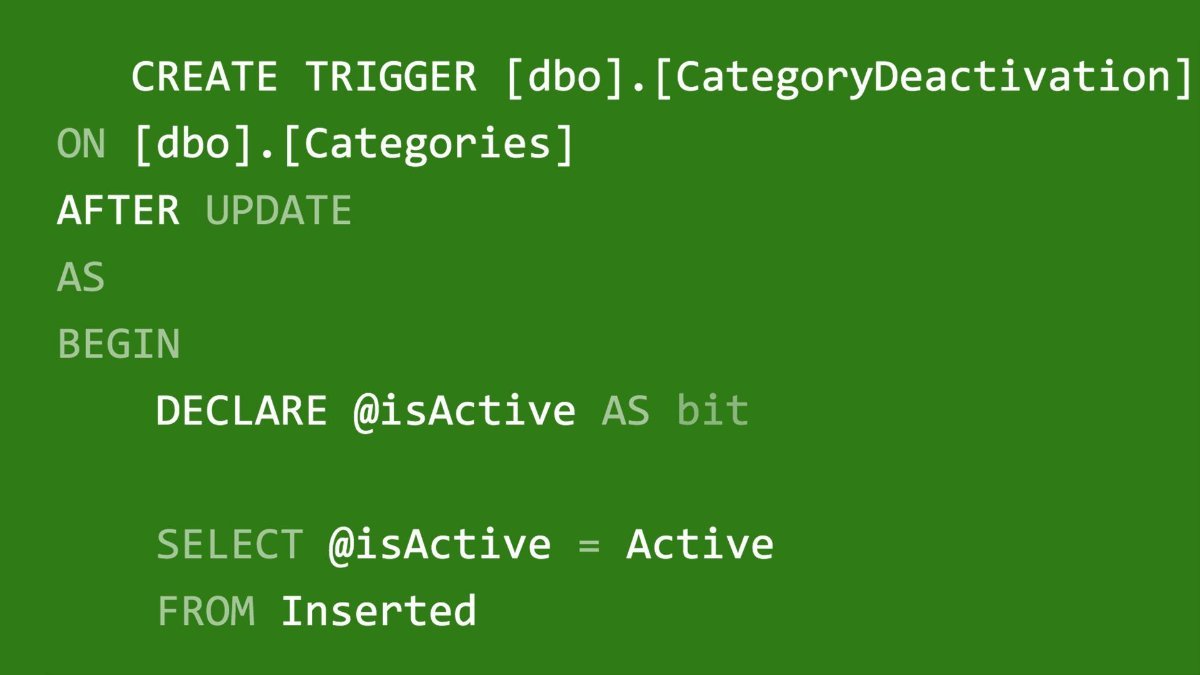 CREATE TRIGGER [dbo].[CategoryDeactivation]
ON [dbo].[Categories]
AFTER UPDATE
AS
BEGIN
DECLARE @isActive AS bit
SELECT @isActive = Active
FROM Inserted